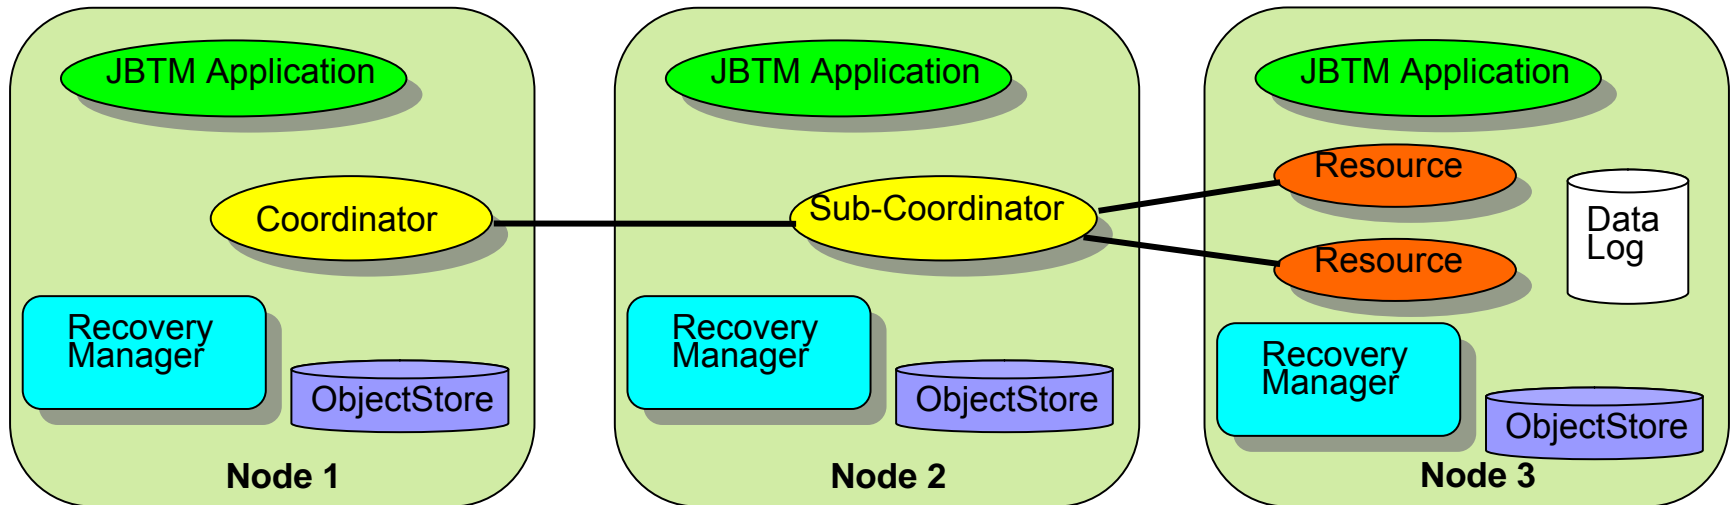 JBTM Application
Coordinator
Recovery
Manager
ObjectStore
Node 1
JBTM Application
Sub-Coordinator
Recovery
Manager
ObjectStore
Node 2
JBTM Application
Resource
Resource
Data
Log
Recovery
Manager
ObjectStore
Node 3